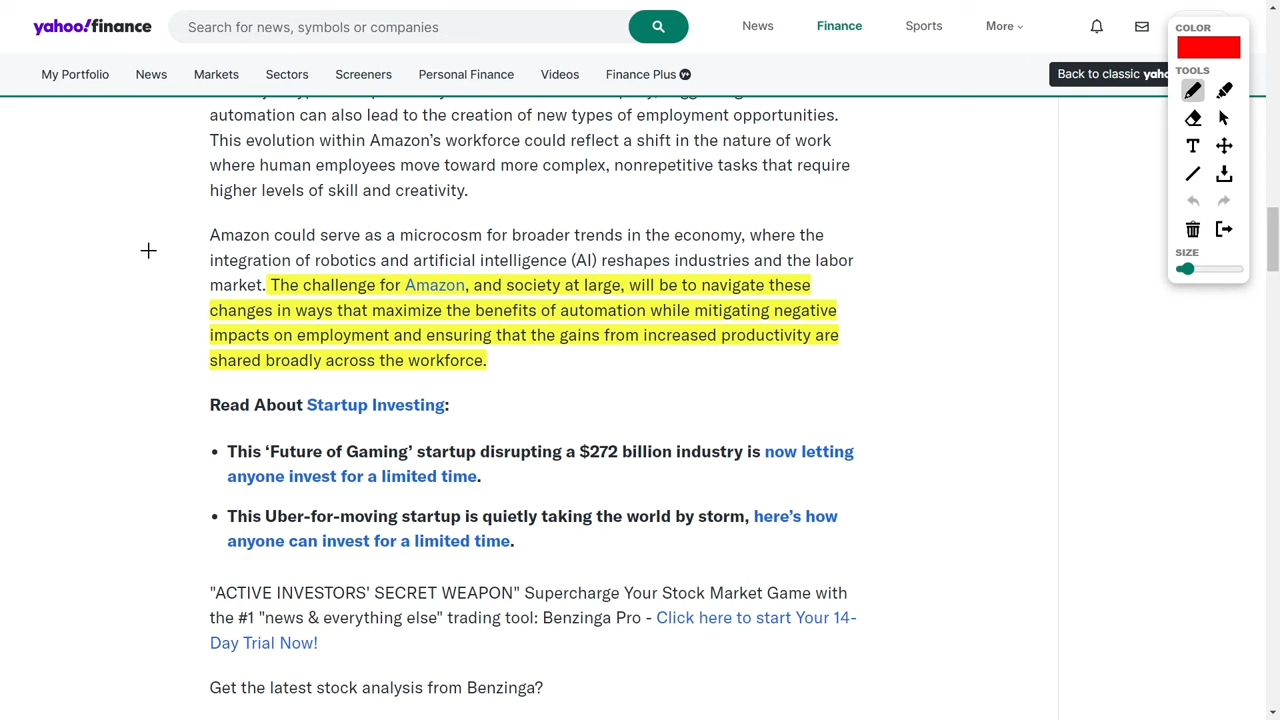 yahoo!finance
Search for news, symbols or companies
News
Finance
Sports
More
My Portfolio
News
Markets
Sectors
Screeners
Personal Finance
Videos
Finance Plus
Back to classic yaho
COLOR
TOOLS
T
SIZE
automation can also lead to the creation of new types of employment opportunities.
This evolution within Amazon’s workforce could reflect a shift in the nature of work
where human employees move toward more complex, nonrepetitive tasks that require
higher levels of skill and creativity.
Amazon could serve as a microcosm for broader trends in the economy, where the
integration of robotics and artificial intelligence (AI) reshapes industries and the labor
market. The challenge for Amazon, and society at large, will be to navigate these
changes in ways that maximize the benefits of automation while mitigating negative
impacts on employment and ensuring that the gains from increased productivity are
shared broadly across the workforce.
Read About Startup Investing:
• This ‘Future of Gaming’ startup disrupting a $272 billion industry is now letting
anyone invest for a limited time.
• This Uber-for-moving startup is quietly taking the world by storm, here’s how
anyone can invest for a limited time.
"ACTIVE INVESTORS' SECRET WEAPON" Supercharge Your Stock Market Game with
the #1 "news & everything else" trading tool: Benzinga Pro - Click here to start Your 14-
Day Trial Now!
Get the latest stock analysis from Benzinga?